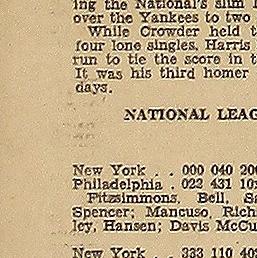 ing the National's slim
over the Yankees to two
While Crowder held t
four lone singles, Harris
run to tie the score in t
It was his third homer
days.
NATIONAL LEAG
New York . . 000 040 20
Philadelphia . 022 431 10
Fitzsimmons, Bell, Sa
Spencer; Mancuso, Rich
ley, Hansen; Davis McCu
New York . . 333 110 40